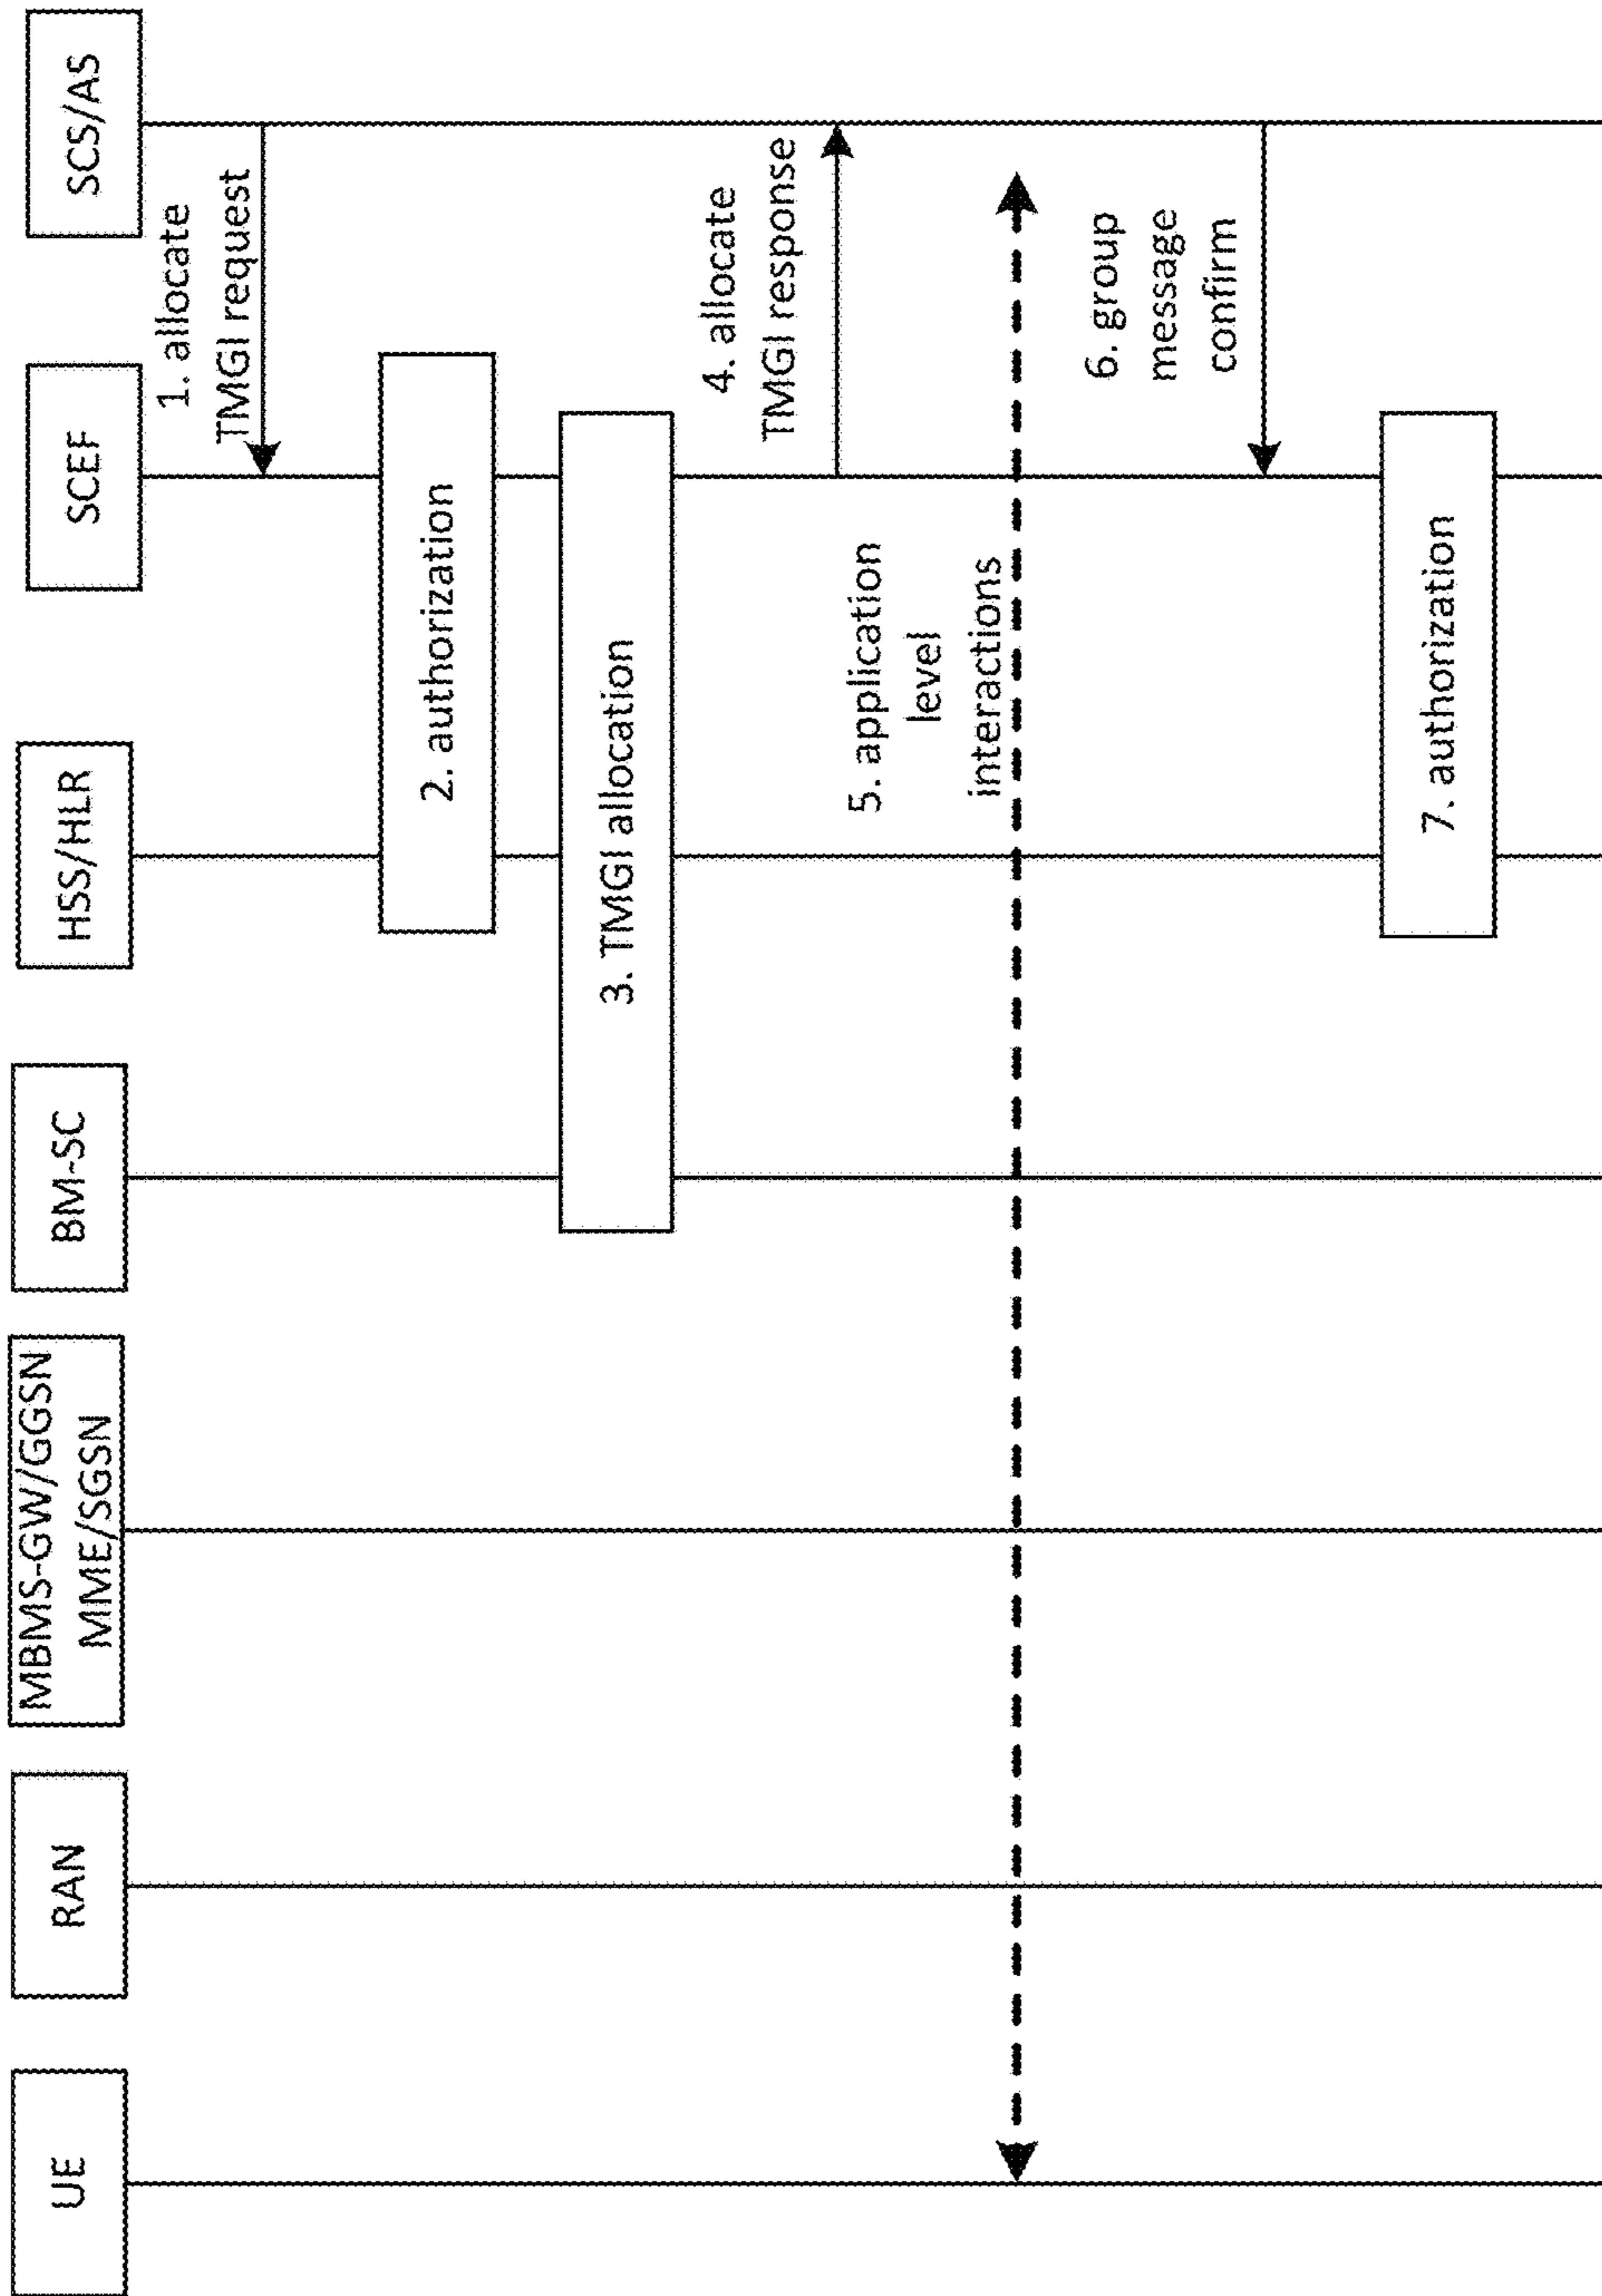 UE
RAN
MBMS-GW/GGSN
MME/SGSN
BM-SC
HSS/HLR
SCEF
SCS/AS
1. allocate
TMGI request
2. authorization
3. TMGI allocation
4. allocate
TMGI response
5. application
level
interactions
6. group
message
confirm
7. authorization